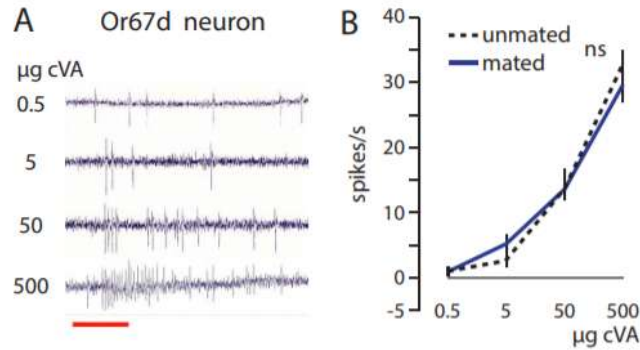 A
Or67d neuron
µg cVA
0.5
5
50
500
B
unmated
mated
ns
spikes/s
40
30
20
10
0
-5
0.5 5 50 500
µg cVA